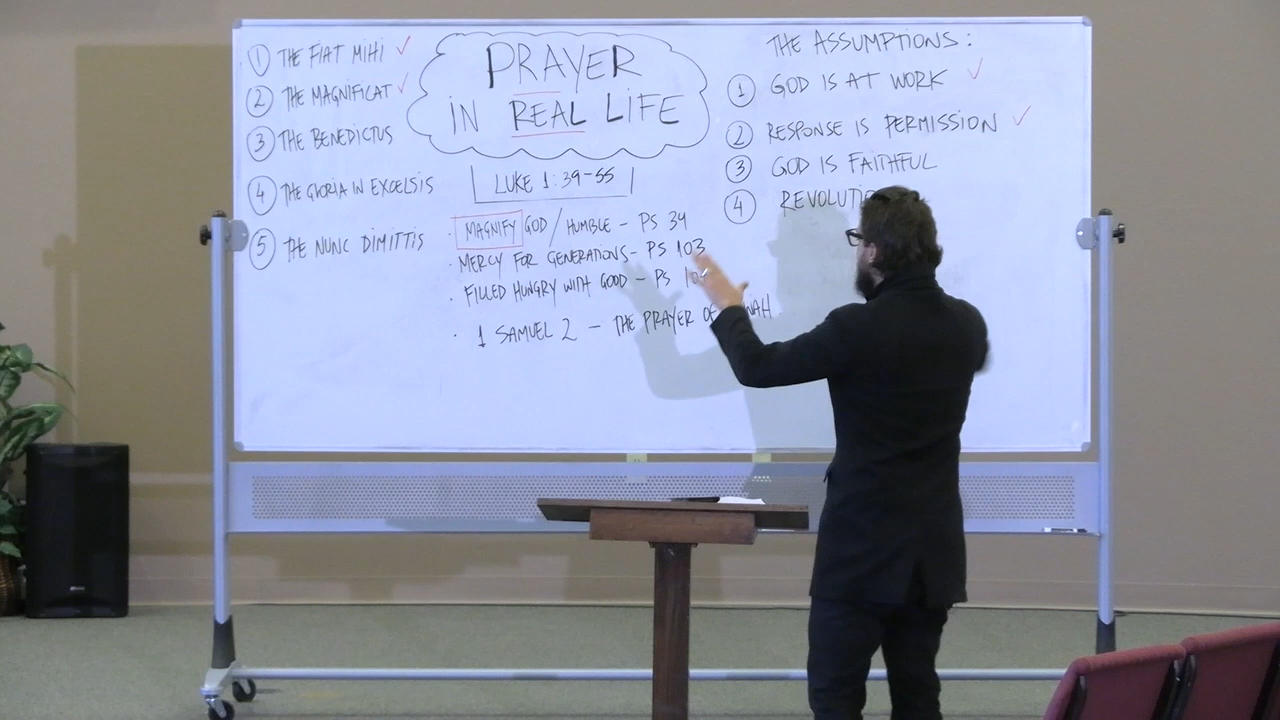 ① THE FIAT MIHI ✓
② THE MAGNIFICAT ✓
③ THE BENEDICTUS
④ THE GLORIA IN EXCELSIS
⑤ THE NUNC DIMITTIS
PRAYER
IN REAL LIFE
LUKE 1:39-55
· MAGNIFY GOD / HUMBLE - PS 34
· MERCY FOR GENERATIONS - PS 103
· FILLED HUNGRY WITH GOOD - PS
· 1 SAMUEL 2 - THE PRAYER OF
THE ASSUMPTIONS:
① GOD IS AT WORK ✓
② RESPONSE IS PERMISSION ✓
③ GOD IS FAITHFUL
④